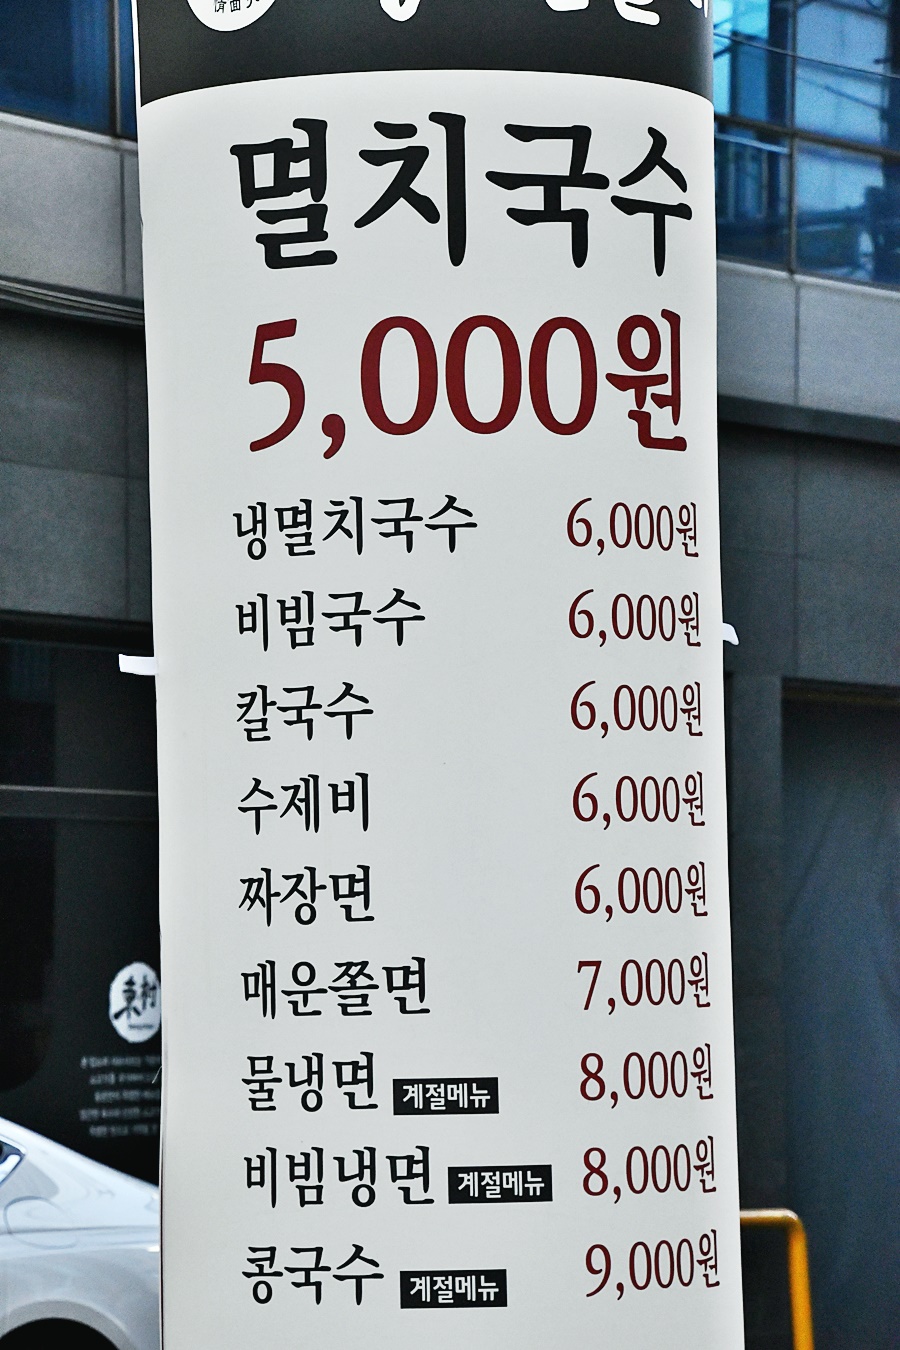 멸치국수
5,000원
냉멸치국수 6,000원
비빔국수 6,000원
칼국수 6,000원
수제비 6,000원
짜장면 6,000원
매운쫄면 7,000원
물냉면 계절메뉴 8,000원
비빔냉면 계절메뉴 8,000원
콩국수 계절메뉴 9,000원
東村